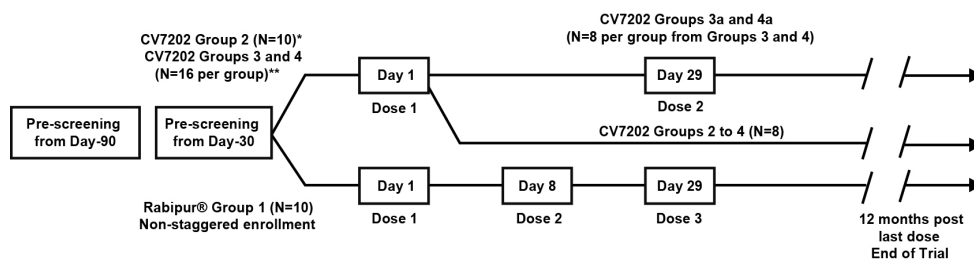 CV7202 Groups 3a and 4a
(N=8 per group from Groups 3 and 4)
CV7202 Group 2 (N=10)*
CV7202 Groups 3 and 4
(N=16 per group)**
Day 1
Dose 1
Day 29
Dose 2
Pre-screening
from Day-90
Pre-screening
from Day-30
CV7202 Groups 2 to 4 (N=8)
Day 1
Dose 1
Day 8
Dose 2
Day 29
Dose 3
Rabipur® Group 1 (N=10)
Non-staggered enrollment
12 months post
last dose
End of Trial